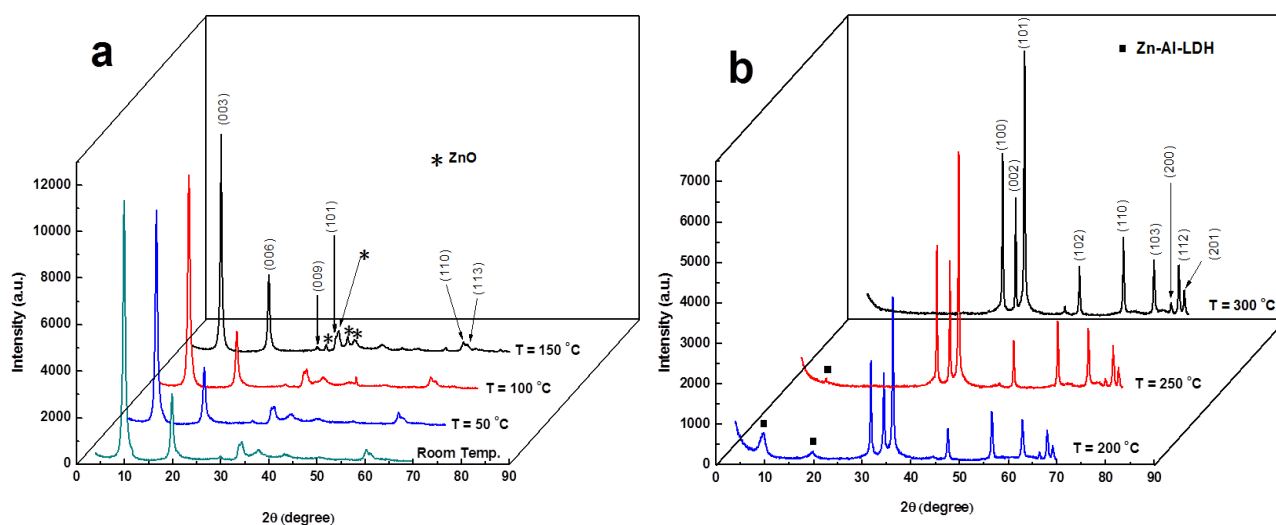 a
(003)
* ZnO
(101)
(006)
(009)
*
(110)
(113)
* * *
Intensity (a.u.)
12000
10000
8000
6000
4000
2000
0
T = 150 °C
T = 100 °C
T = 50 °C
Room Temp.
0 10 20 30 40 50 60 70 80 90
2θ (degree)
b
(101)
■ Zn-Al-LDH
(100)
(002)
(200)
(110)
(103)
(112)
(201)
(102)
Intensity (a.u.)
7500
7000
6000
5000
4000
3000
2000
1000
500
0
T = 300 °C
T = 250 °C
T = 200 °C
0 10 20 30 40 50 60 70 80 90
2θ (degree)